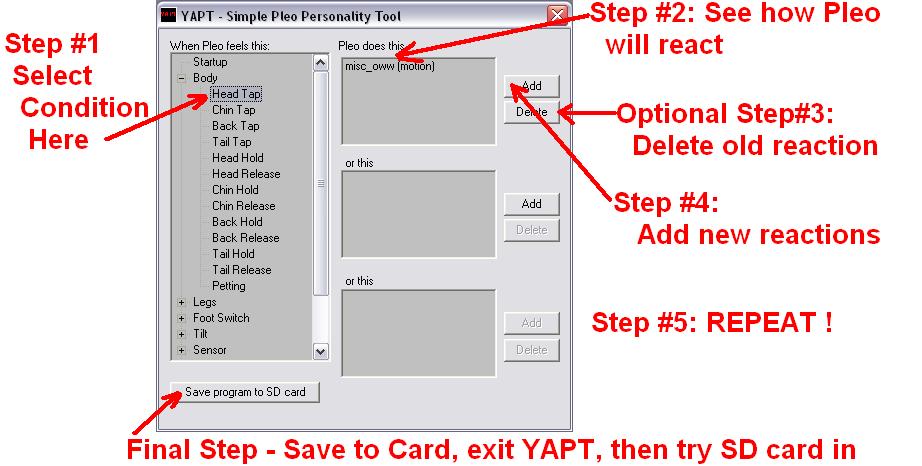 YAPT YAPT - Simple Pleo Personality Tool
Step #1
Select
Condition
Here
Step #2: See how Pleo
will react
When Pleo feels this:
Startup
Body
Head Tap
Chin Tap
Back Tap
Tail Tap
Head Hold
Head Release
Chin Hold
Chin Release
Back Hold
Back Release
Tail Hold
Tail Release
Petting
Legs
Foot Switch
Tilt
Sensor
Pleo does this
misc_oww (motion)
Add
Delete
or this
Add
Delete
or this
Add
Delete
Optional Step#3:
Delete old reaction
Step #4:
Add new reactions
Step #5: REPEAT !
Save program to SD card
Final Step - Save to Card, exit YAPT, then try SD card in